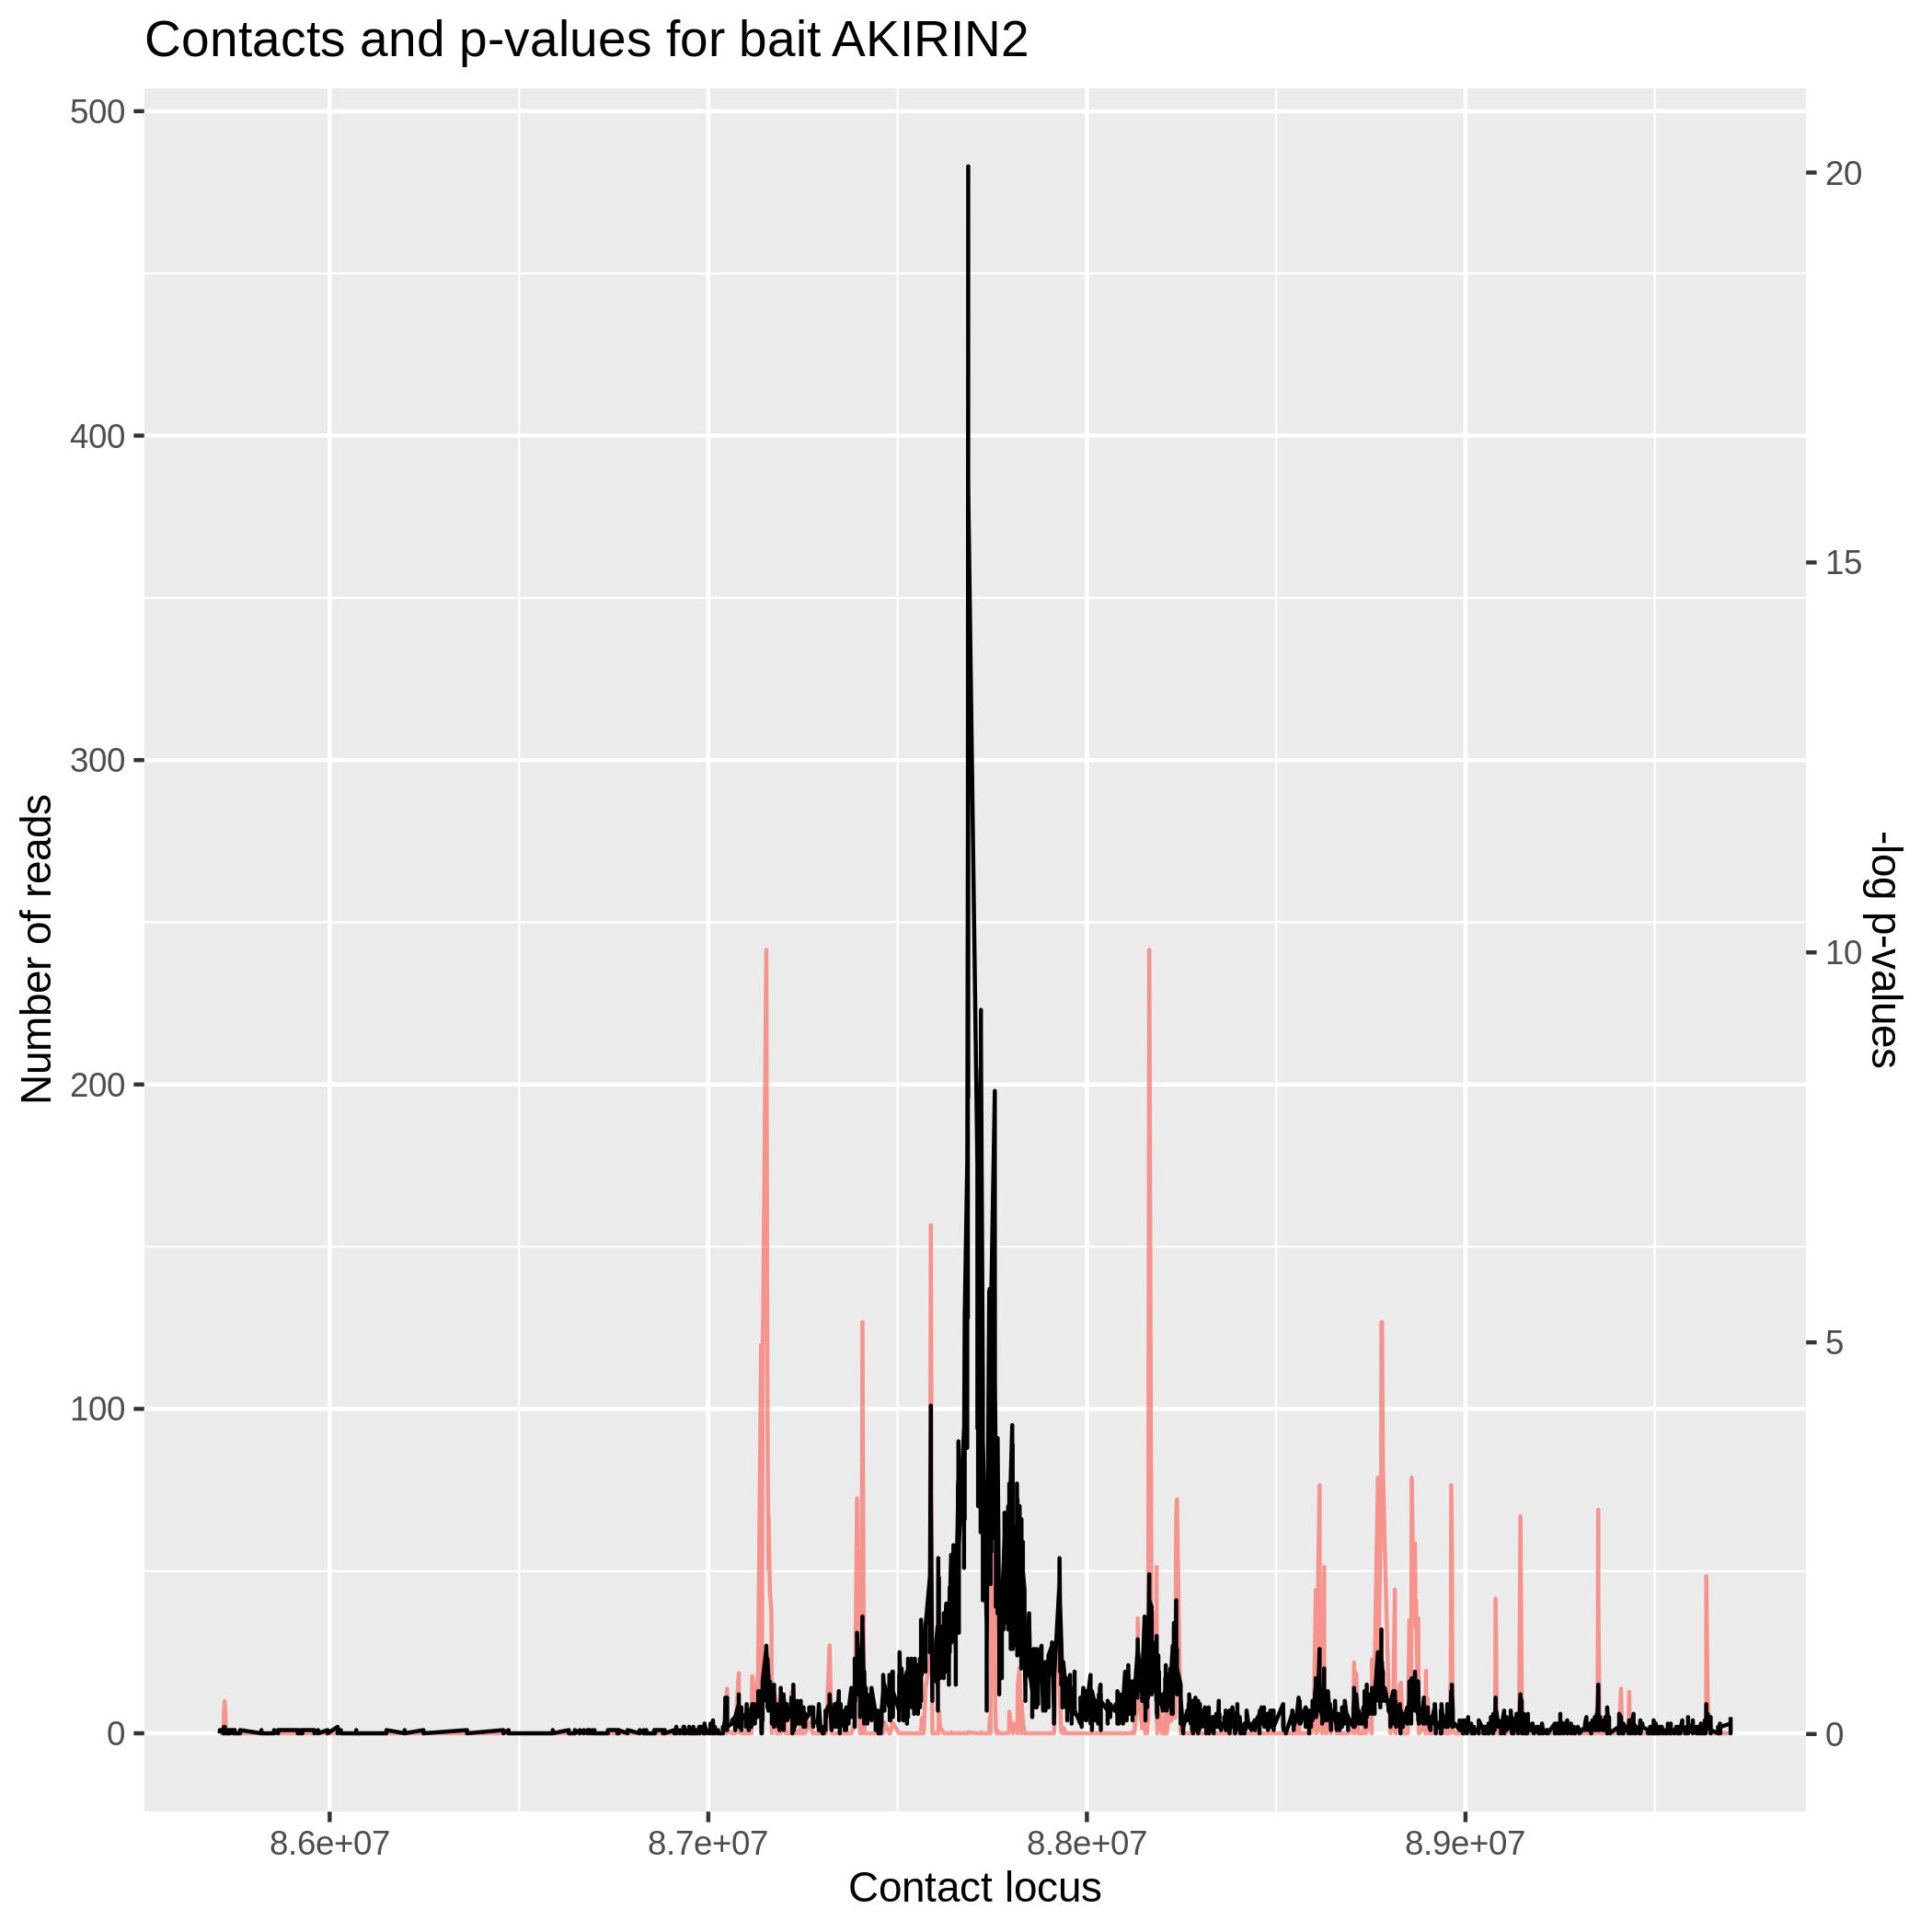 Contacts and p-values for bait AKIRIN2
500
400
300
200
100
0
Number of reads
20
15
10
5
0
-log p-values
8.6e+07
8.7e+07
8.8e+07
8.9e+07
Contact locus